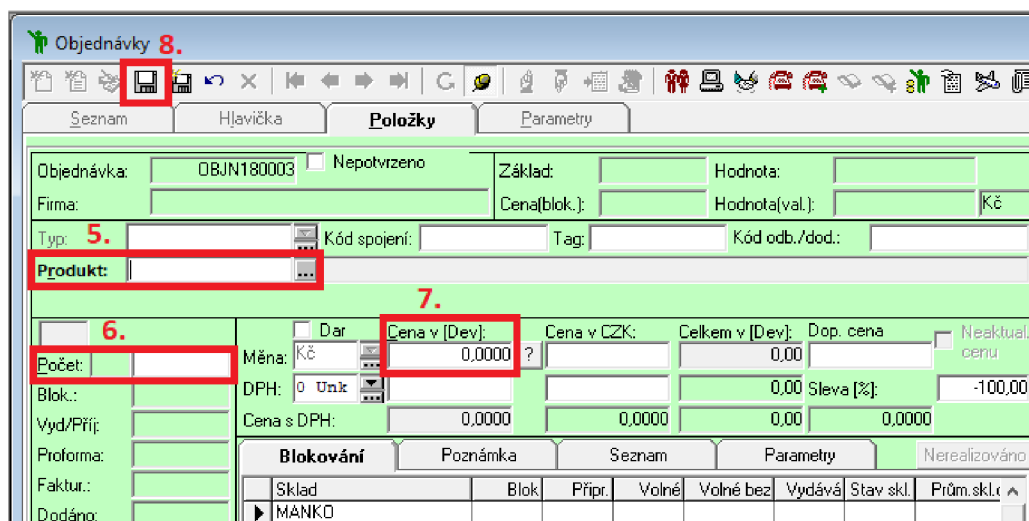 Objednávky 8.
Seznam Hlavička Položky Parametry
Objednávka: OBJN180003 Nepotvrzeno Základ: Hodnota:
Firma: Cena(blok.): Hodnota(val.): Kč
Typ: 5. Kód spojení: Tag: Kód odb./dod.:
Produkt: ...
7.
6. Dar Cena v [Dev]: Cena v CZK: Celkem v [Dev]: Dop. cena Neaktual.
cenu
Počet: Měna: Kč 0,0000 ? 0,00
Blok.: DPH: 0 Unk 0,00 Sleva [%]: -100,00
Vyd/Příj: Cena s DPH: 0,0000 0,0000 0,00 0,0000
Proforma: Blokování Poznámka Seznam Parametry Nerealizováno
Faktur.: Sklad Blok Přípr. Volné Volné bez Vydává Stav skl. Prům.skl.
Dodáno: MANKO